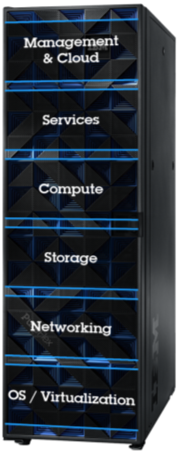 Management
& Cloud
Services
Compute
Storage
Networking
OS / Virtualization